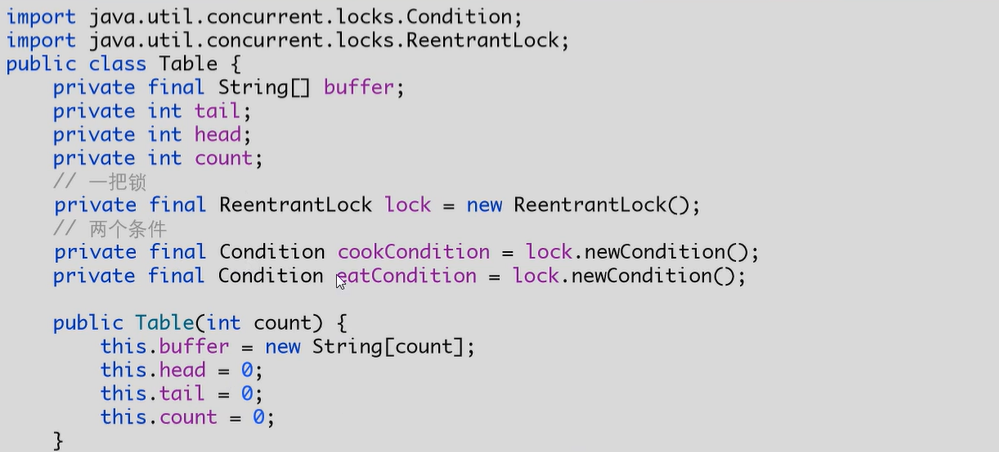 import java.util.concurrent.locks.Condition;
import java.util.concurrent.locks.ReentrantLock;
public class Table {
    private final String[] buffer;
    private int tail;
    private int head;
    private int count;
    // 一把锁
    private final ReentrantLock lock = new ReentrantLock();
    // 两个条件
    private final Condition cookCondition = lock.newCondition();
    private final Condition eatCondition = lock.newCondition();

    public Table(int count) {
        this.buffer = new String[count];
        this.head = 0;
        this.tail = 0;
        this.count = 0;
    }